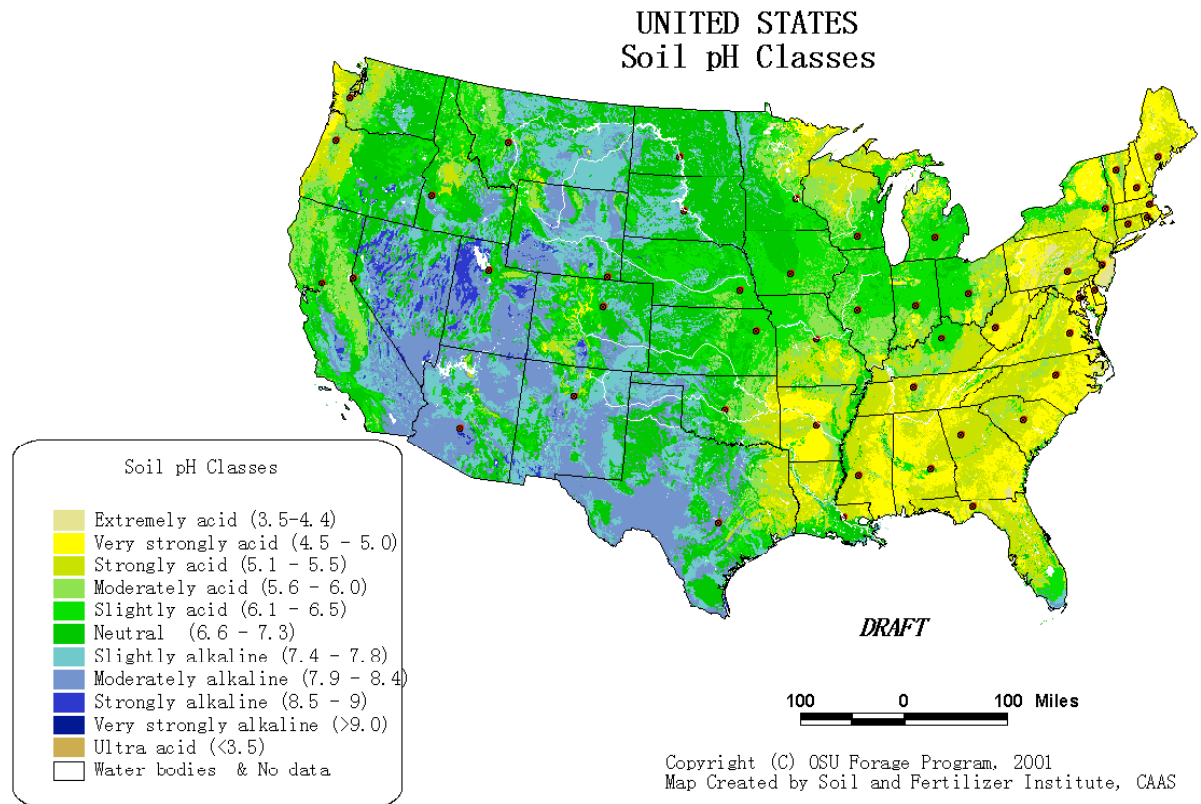 UNITED STATES
Soil pH Classes
Soil pH Classes
Extremely acid (3.5-4.4)
Very strongly acid (4.5 - 5.0)
Strongly acid (5.1 - 5.5)
Moderately acid (5.6 - 6.0)
Slightly acid (6.1 - 6.5)
Neutral (6.6 - 7.3)
Slightly alkaline (7.4 - 7.8)
Moderately alkaline (7.9 - 8.4)
Strongly alkaline (8.5 - 9)
Very strongly alkaline (>9.0)
Ultra acid (<3.5)
Water bodies & No data
DRAFT
100 0 100 Miles
Copyright (C) OSU Forage Program, 2001
Map Created by Soil and Fertilizer Institute, CAAS